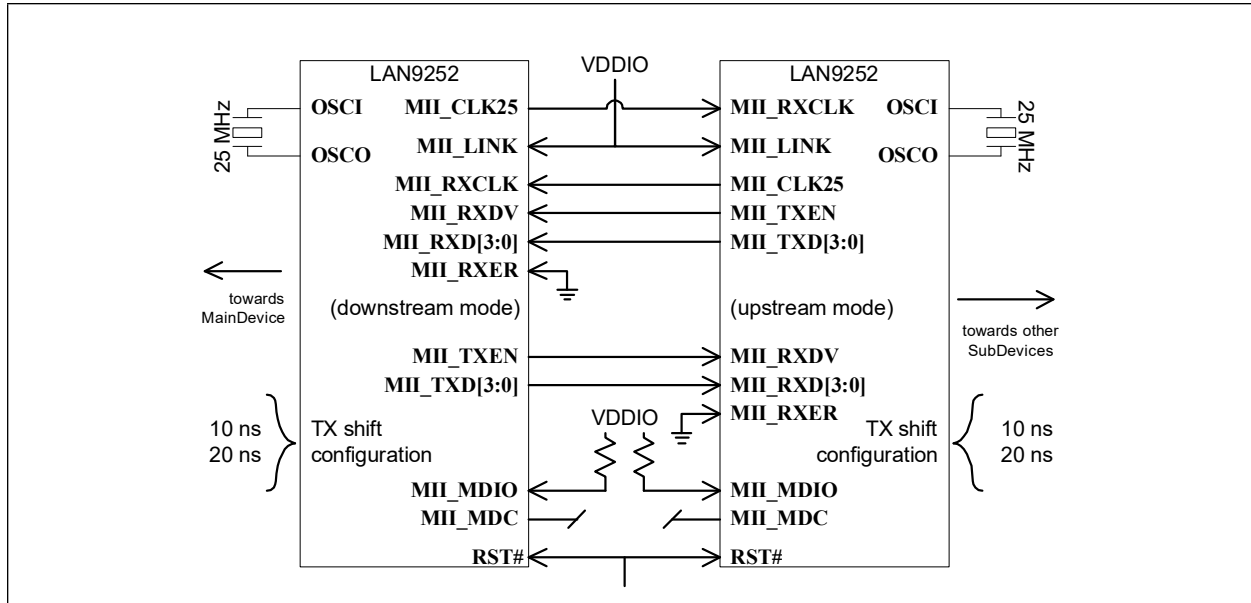 LAN9252
VDDIO
LAN9252
OSCI
MII_CLK25
MII_RXCLK
OSCI
25 MHz
25 MHz
OSCO
MII_LINK
MII_LINK
OSCO
MII_RXCLK
MII_CLK25
MII_RXDV
MII_TXEN
MII_RXD[3:0]
MII_TXD[3:0]
MII_RXER
towards
MainDevice
(downstream mode)
(upstream mode)
towards other
SubDevices
MII_TXEN
MII_RXDV
MII_TXD[3:0]
MII_RXD[3:0]
VDDIO
MII_RXER
10 ns
20 ns
TX shift
configuration
TX shift
configuration
10 ns
20 ns
MII_MDIO
MII_MDIO
MII_MDC
MII_MDC
RST#
RST#